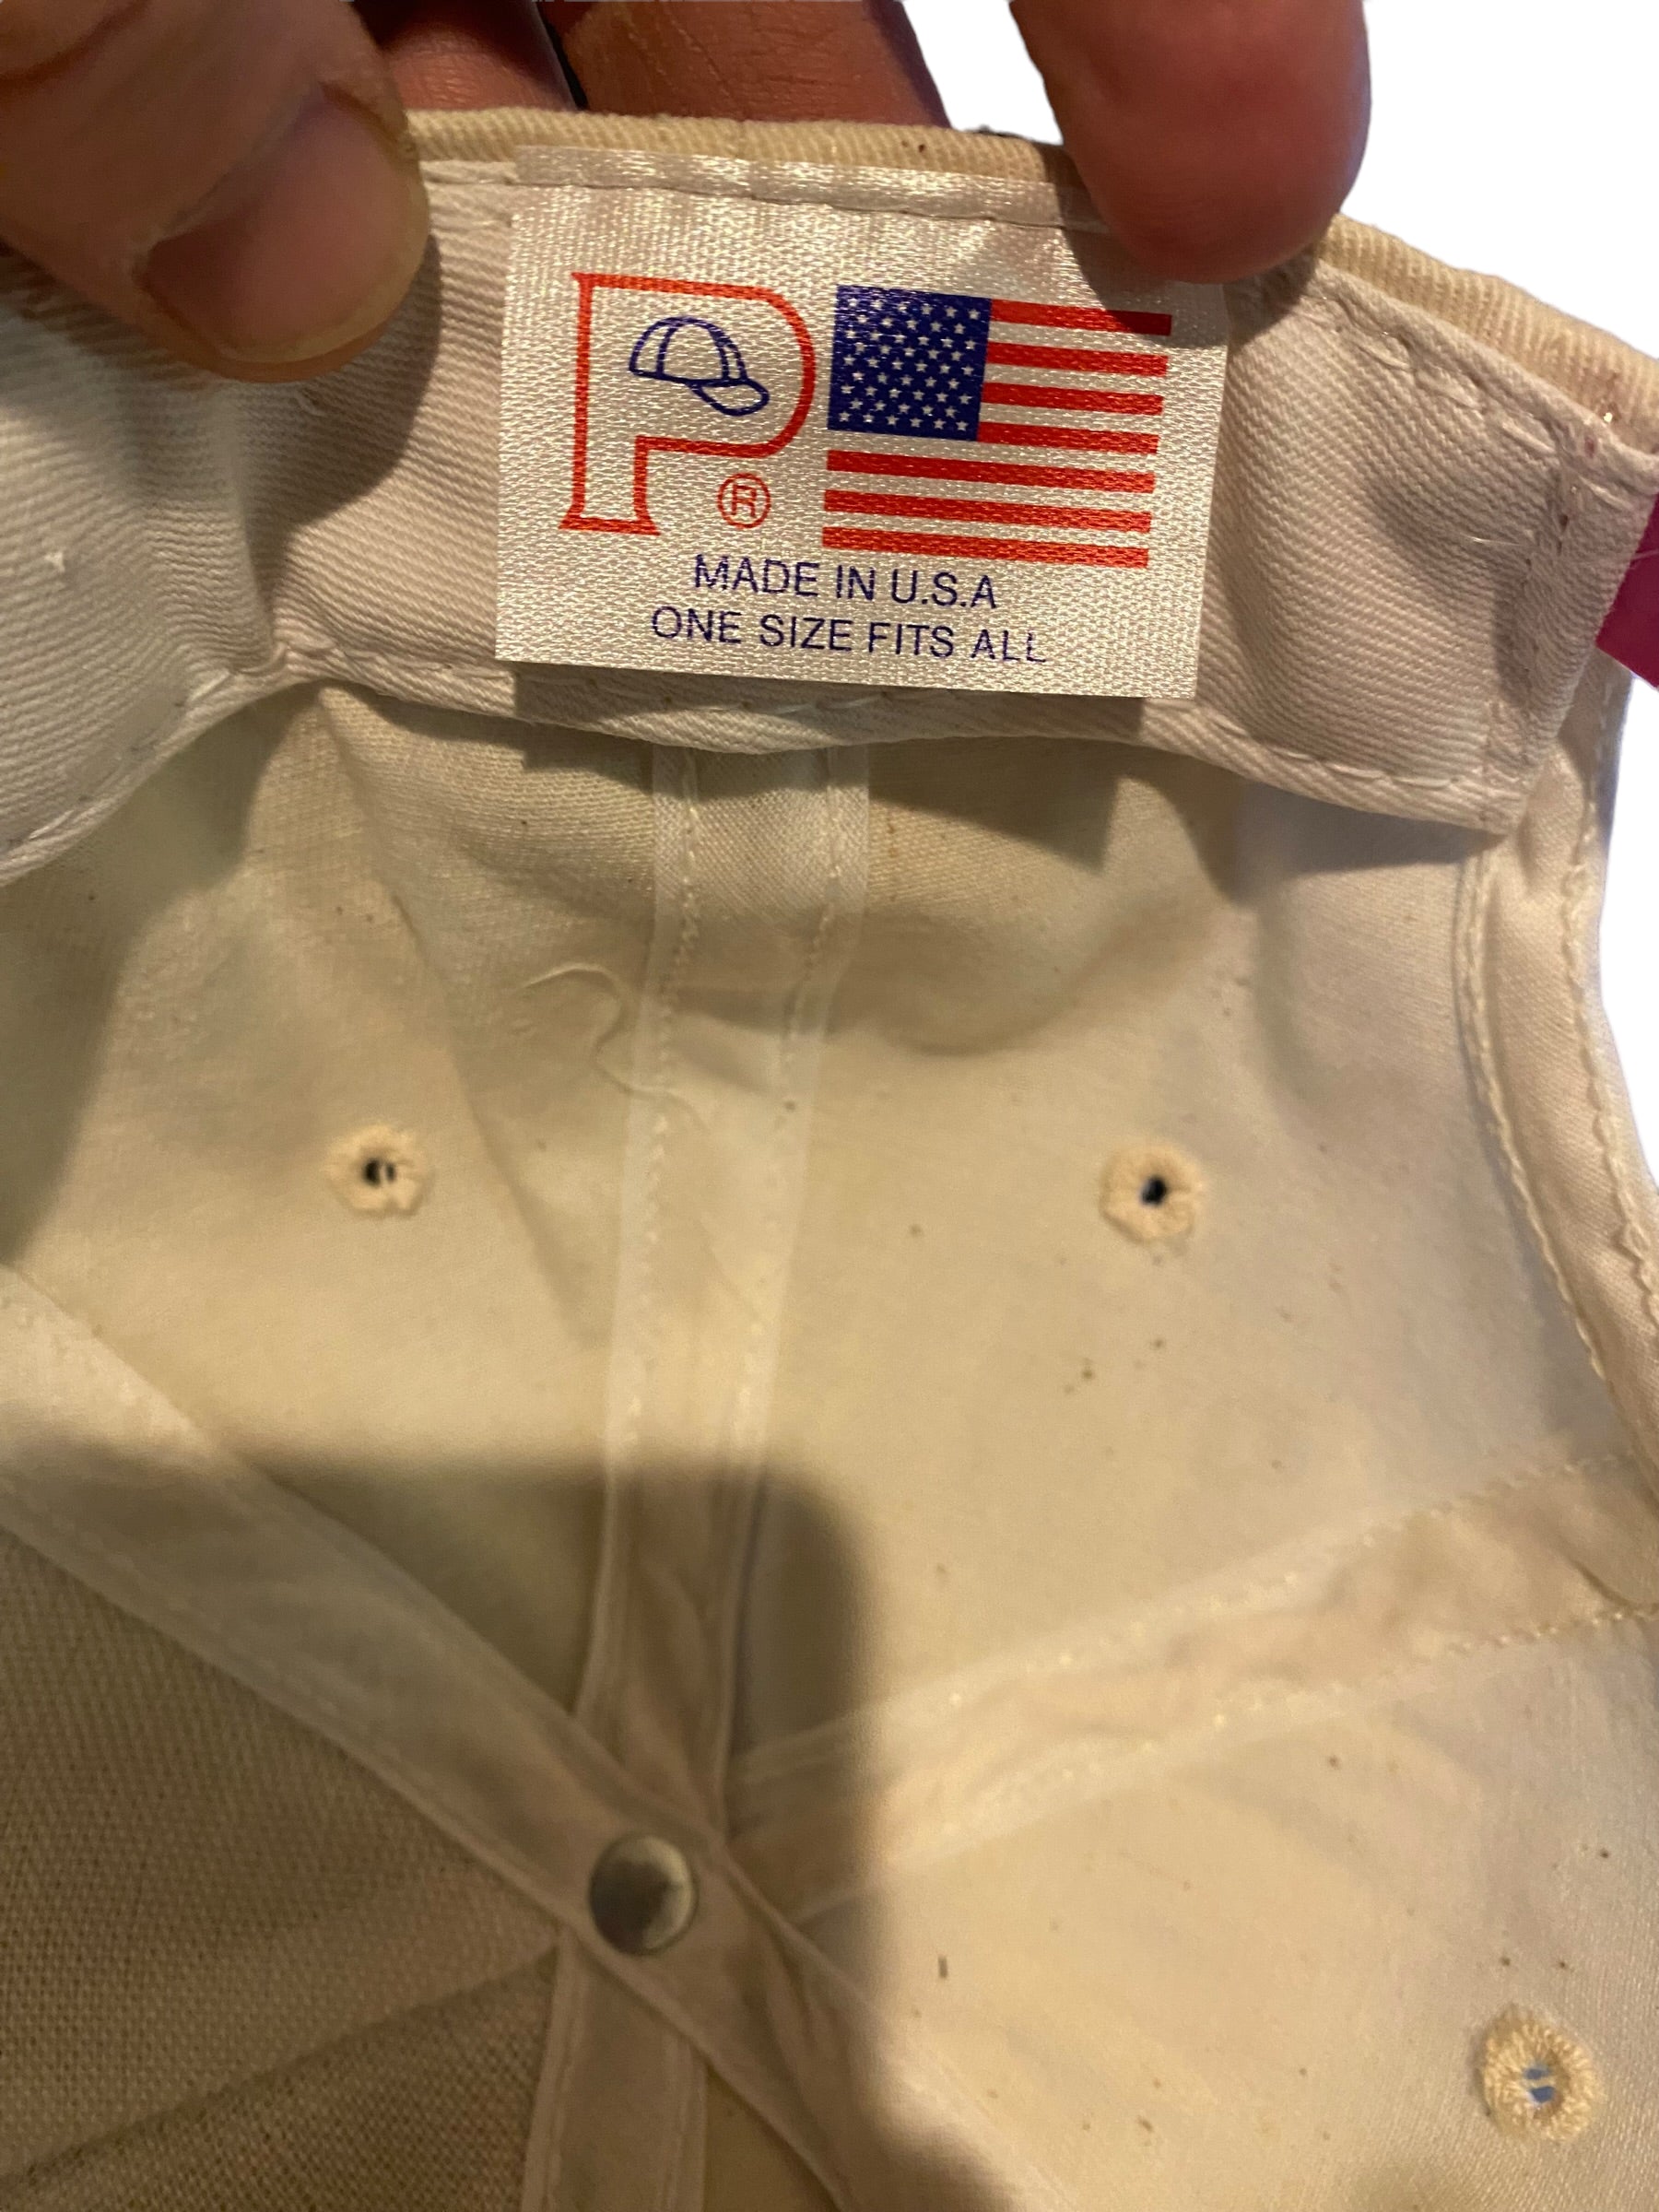 P
®
MADE IN U.S.A
ONE SIZE FITS ALL